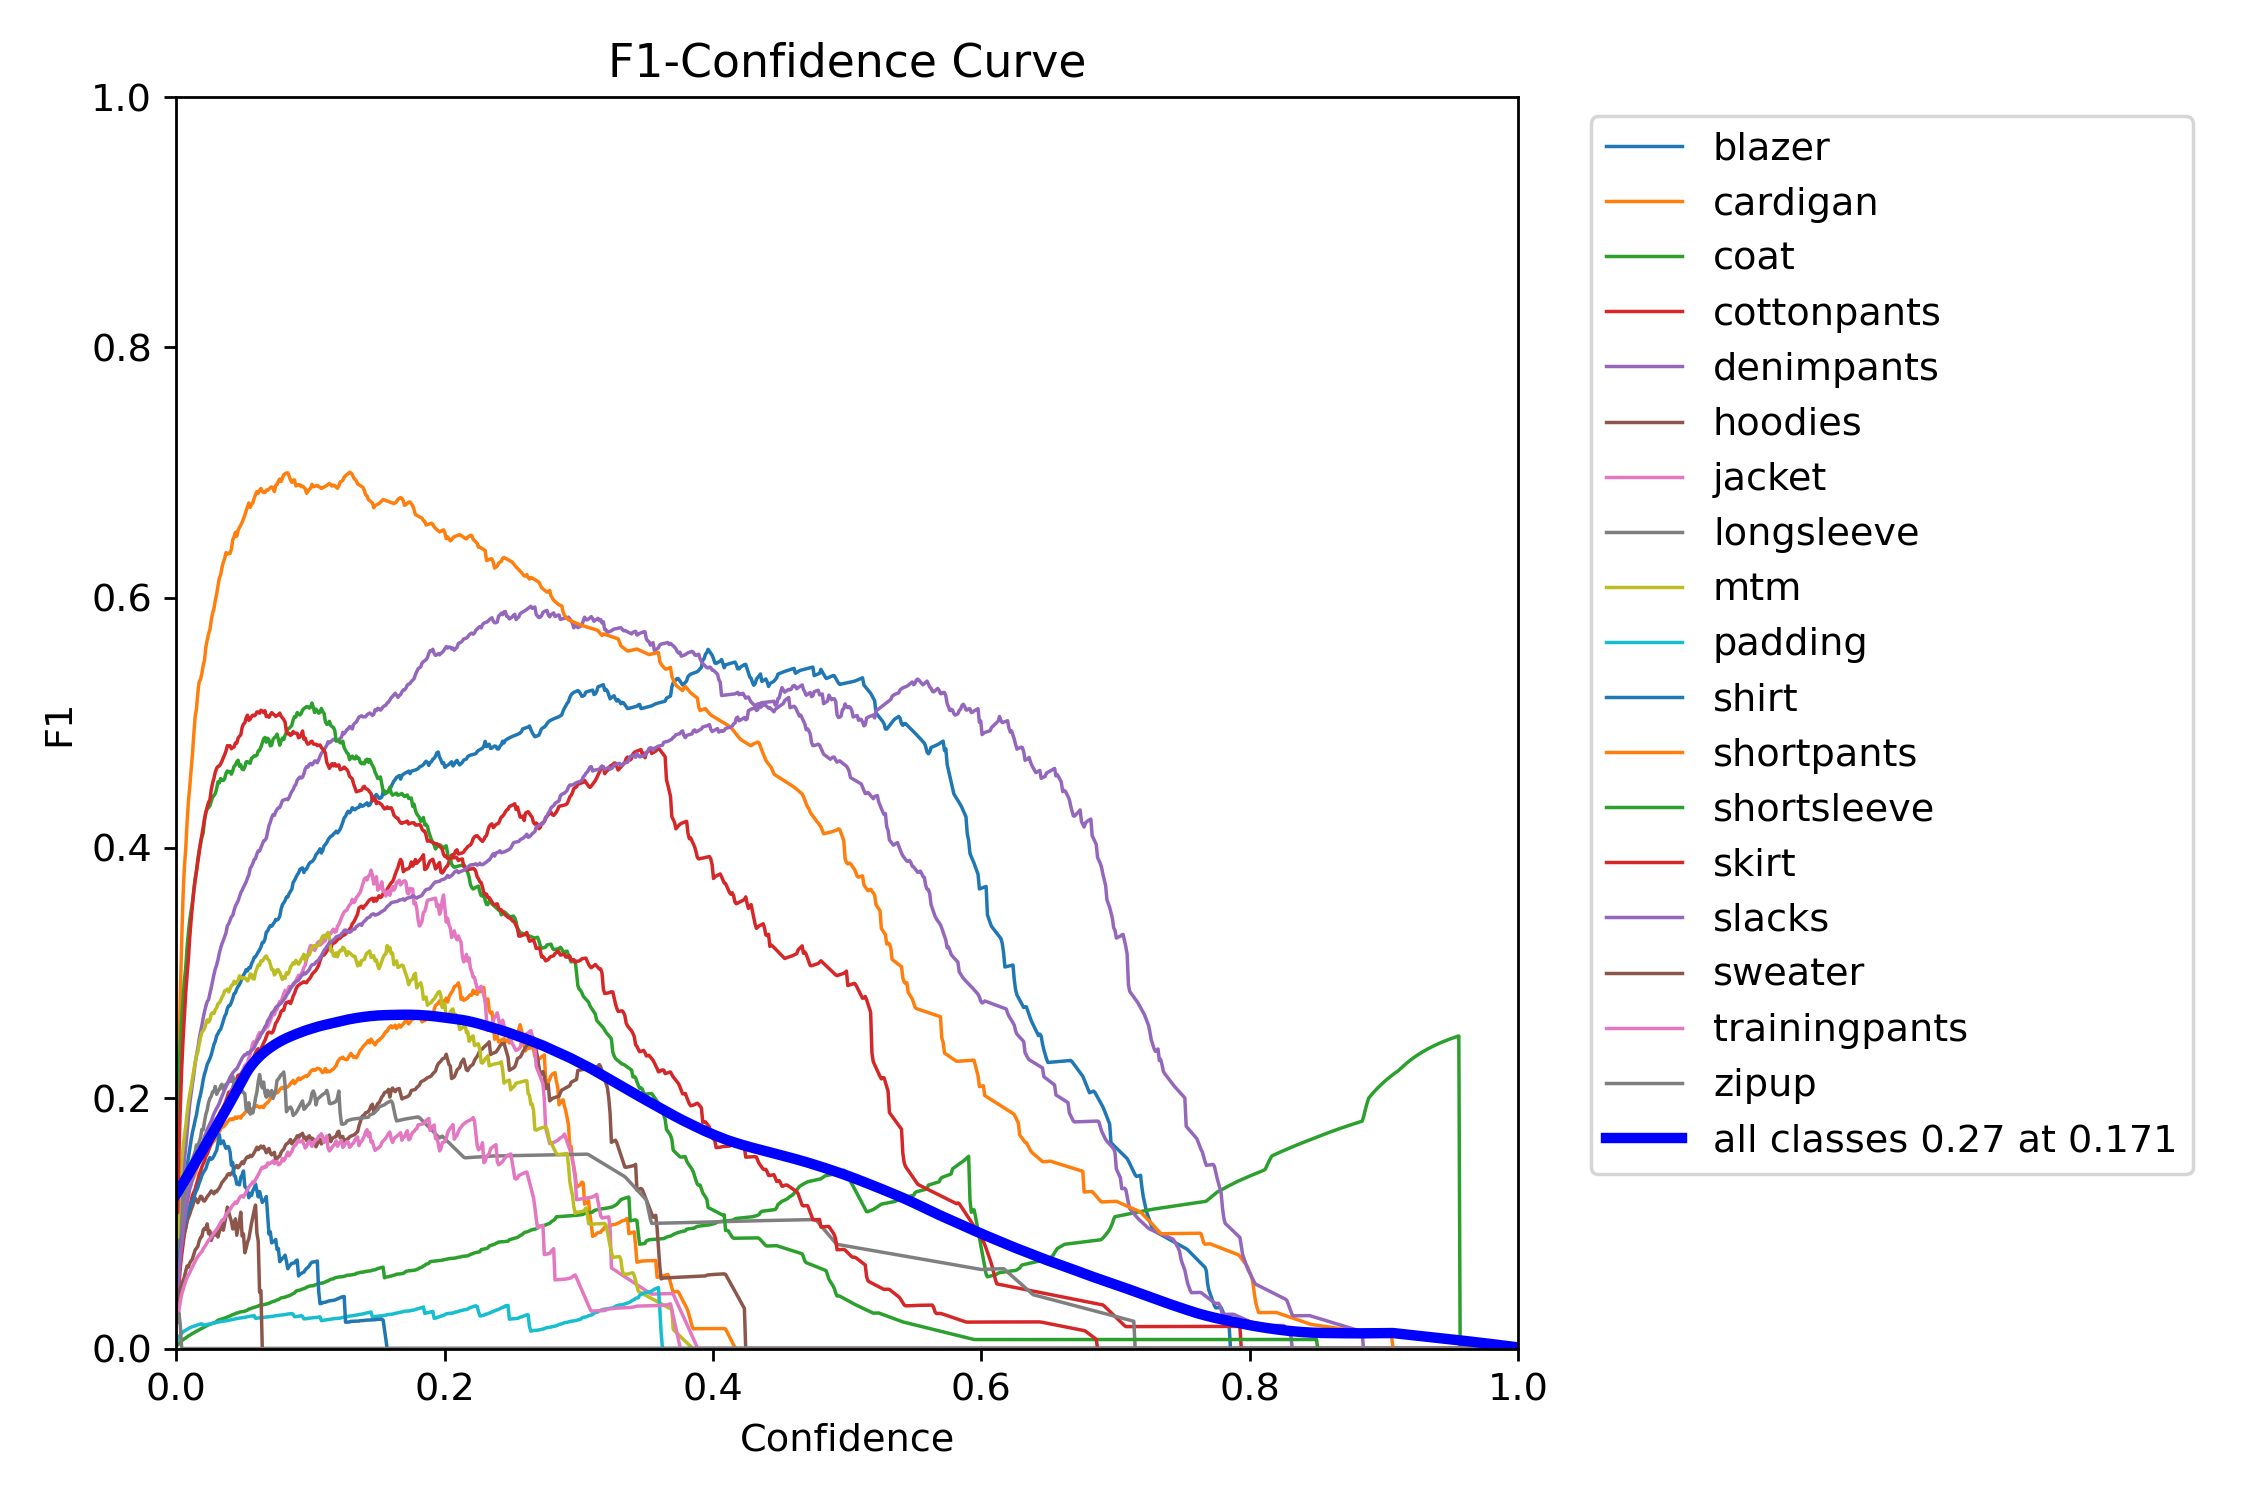 F1-Confidence Curve
1.0
0.8
0.6
0.4
0.2
0.0
F1
0.0 0.2 0.4 0.6 0.8 1.0
Confidence
blazer
cardigan
coat
cottonpants
denimpants
hoodies
jacket
longsleeve
mtm
padding
shirt
shortpants
shortsleeve
skirt
slacks
sweater
trainingpants
zipup
all classes 0.27 at 0.171